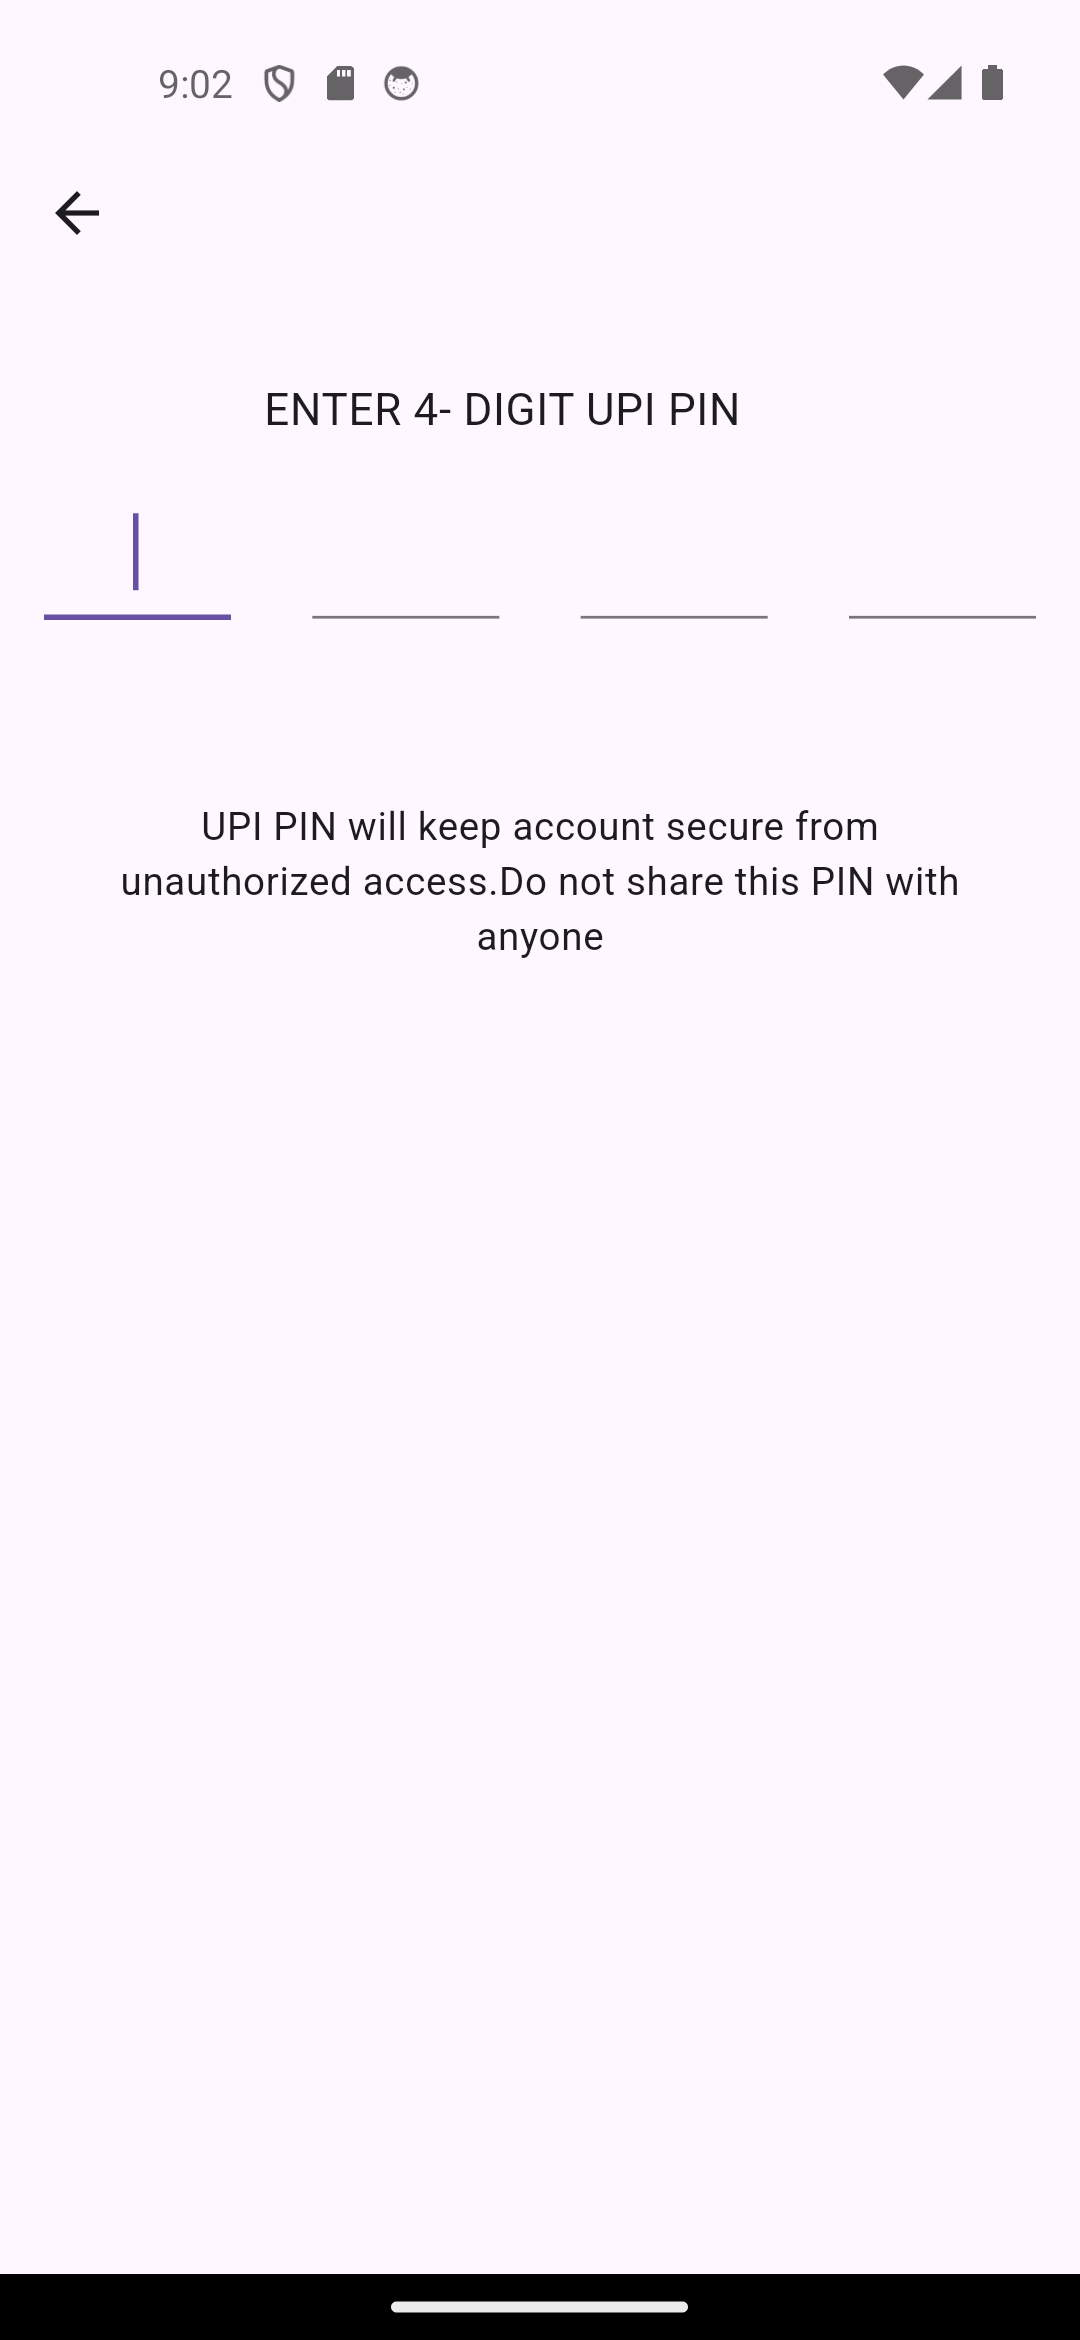 9:02
ENTER 4- DIGIT UPI PIN
UPI PIN will keep account secure from
unauthorized access.Do not share this PIN with
anyone